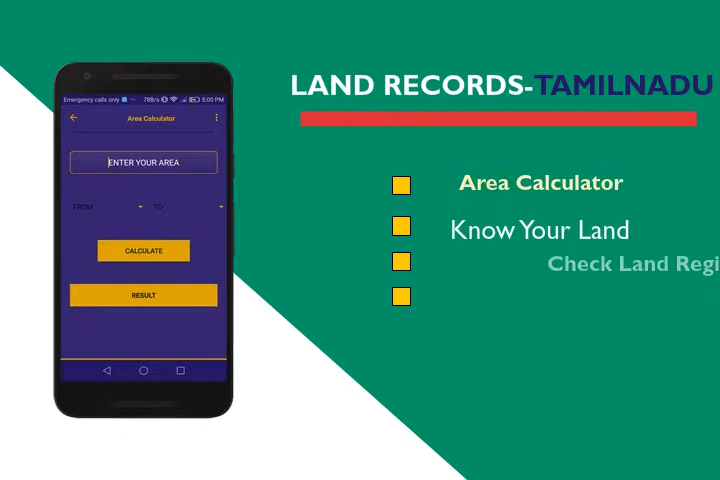 LAND RECORDS-TAMILNADU
Emergency calls only
788/s
5:00 PM
Area Calculator
ENTER YOUR AREA
FROM
TO
CALCULATE
RESULT
Area Calculator
Know Your Land
Check Land Regi